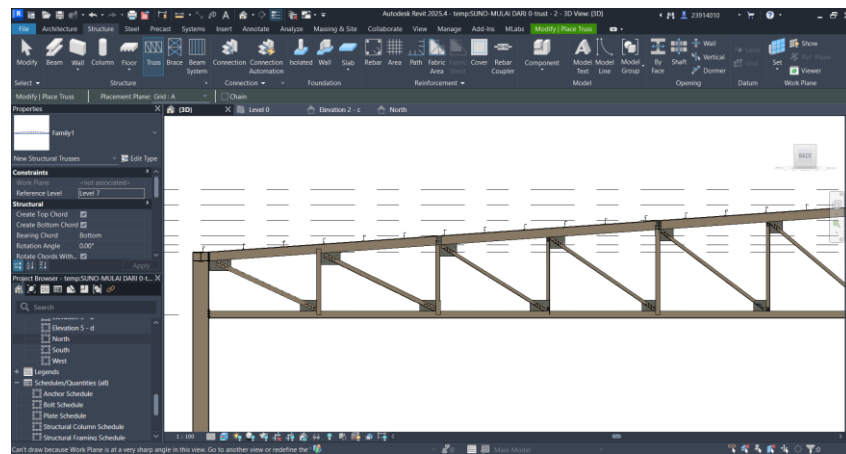 Autodesk Revit 2025.4 - temp:SUNO-MULAI DARI 0-trust - 2 - 3D View: {3D}
23914010
File Architecture Structure Steel Precast Systems Insert Annotate Analyze Massing & Site Collaborate View Manage Add-Ins MLabs Modify | Place Truss
Modify Beam Wall Column Floor Truss Brace Beam System Connection Connection Automation Isolated Wall Slab Rebar Area Path Fabric Area Cover Rebar Coupler Component Model Text Model Line Model Group By Face Shaft Wall Vertical Dormer Set Show Viewer
Select Structure Connection Foundation Reinforcement Model Opening Datum Work Plane
Modify | Place Truss Placement Plane: Grid : A Chain
Properties
{3D} Level 0 Elevation 2 - c North
Family1
New Structural Trusses Edit Type
Constraints
Work Plane <not associated>
Reference Level Level 7
Structural
Create Top Chord
Create Bottom Chord
Bearing Chord Bottom
Rotation Angle 0.00°
Rotate Chords With..
Apply
BACK
Project Browser - temp:SUNO-MULAI DARI 0-t...
Search
Elevation 5 - d
North
South
West
Legends
Schedules/Quantities (all)
Anchor Schedule
Bolt Schedule
Plate Schedule
Structural Column Schedule
Structural Framing Schedule
1 : 100
Can't draw because Work Plane is at a very sharp angle in this view. Go to another view or redefine the
Main Model